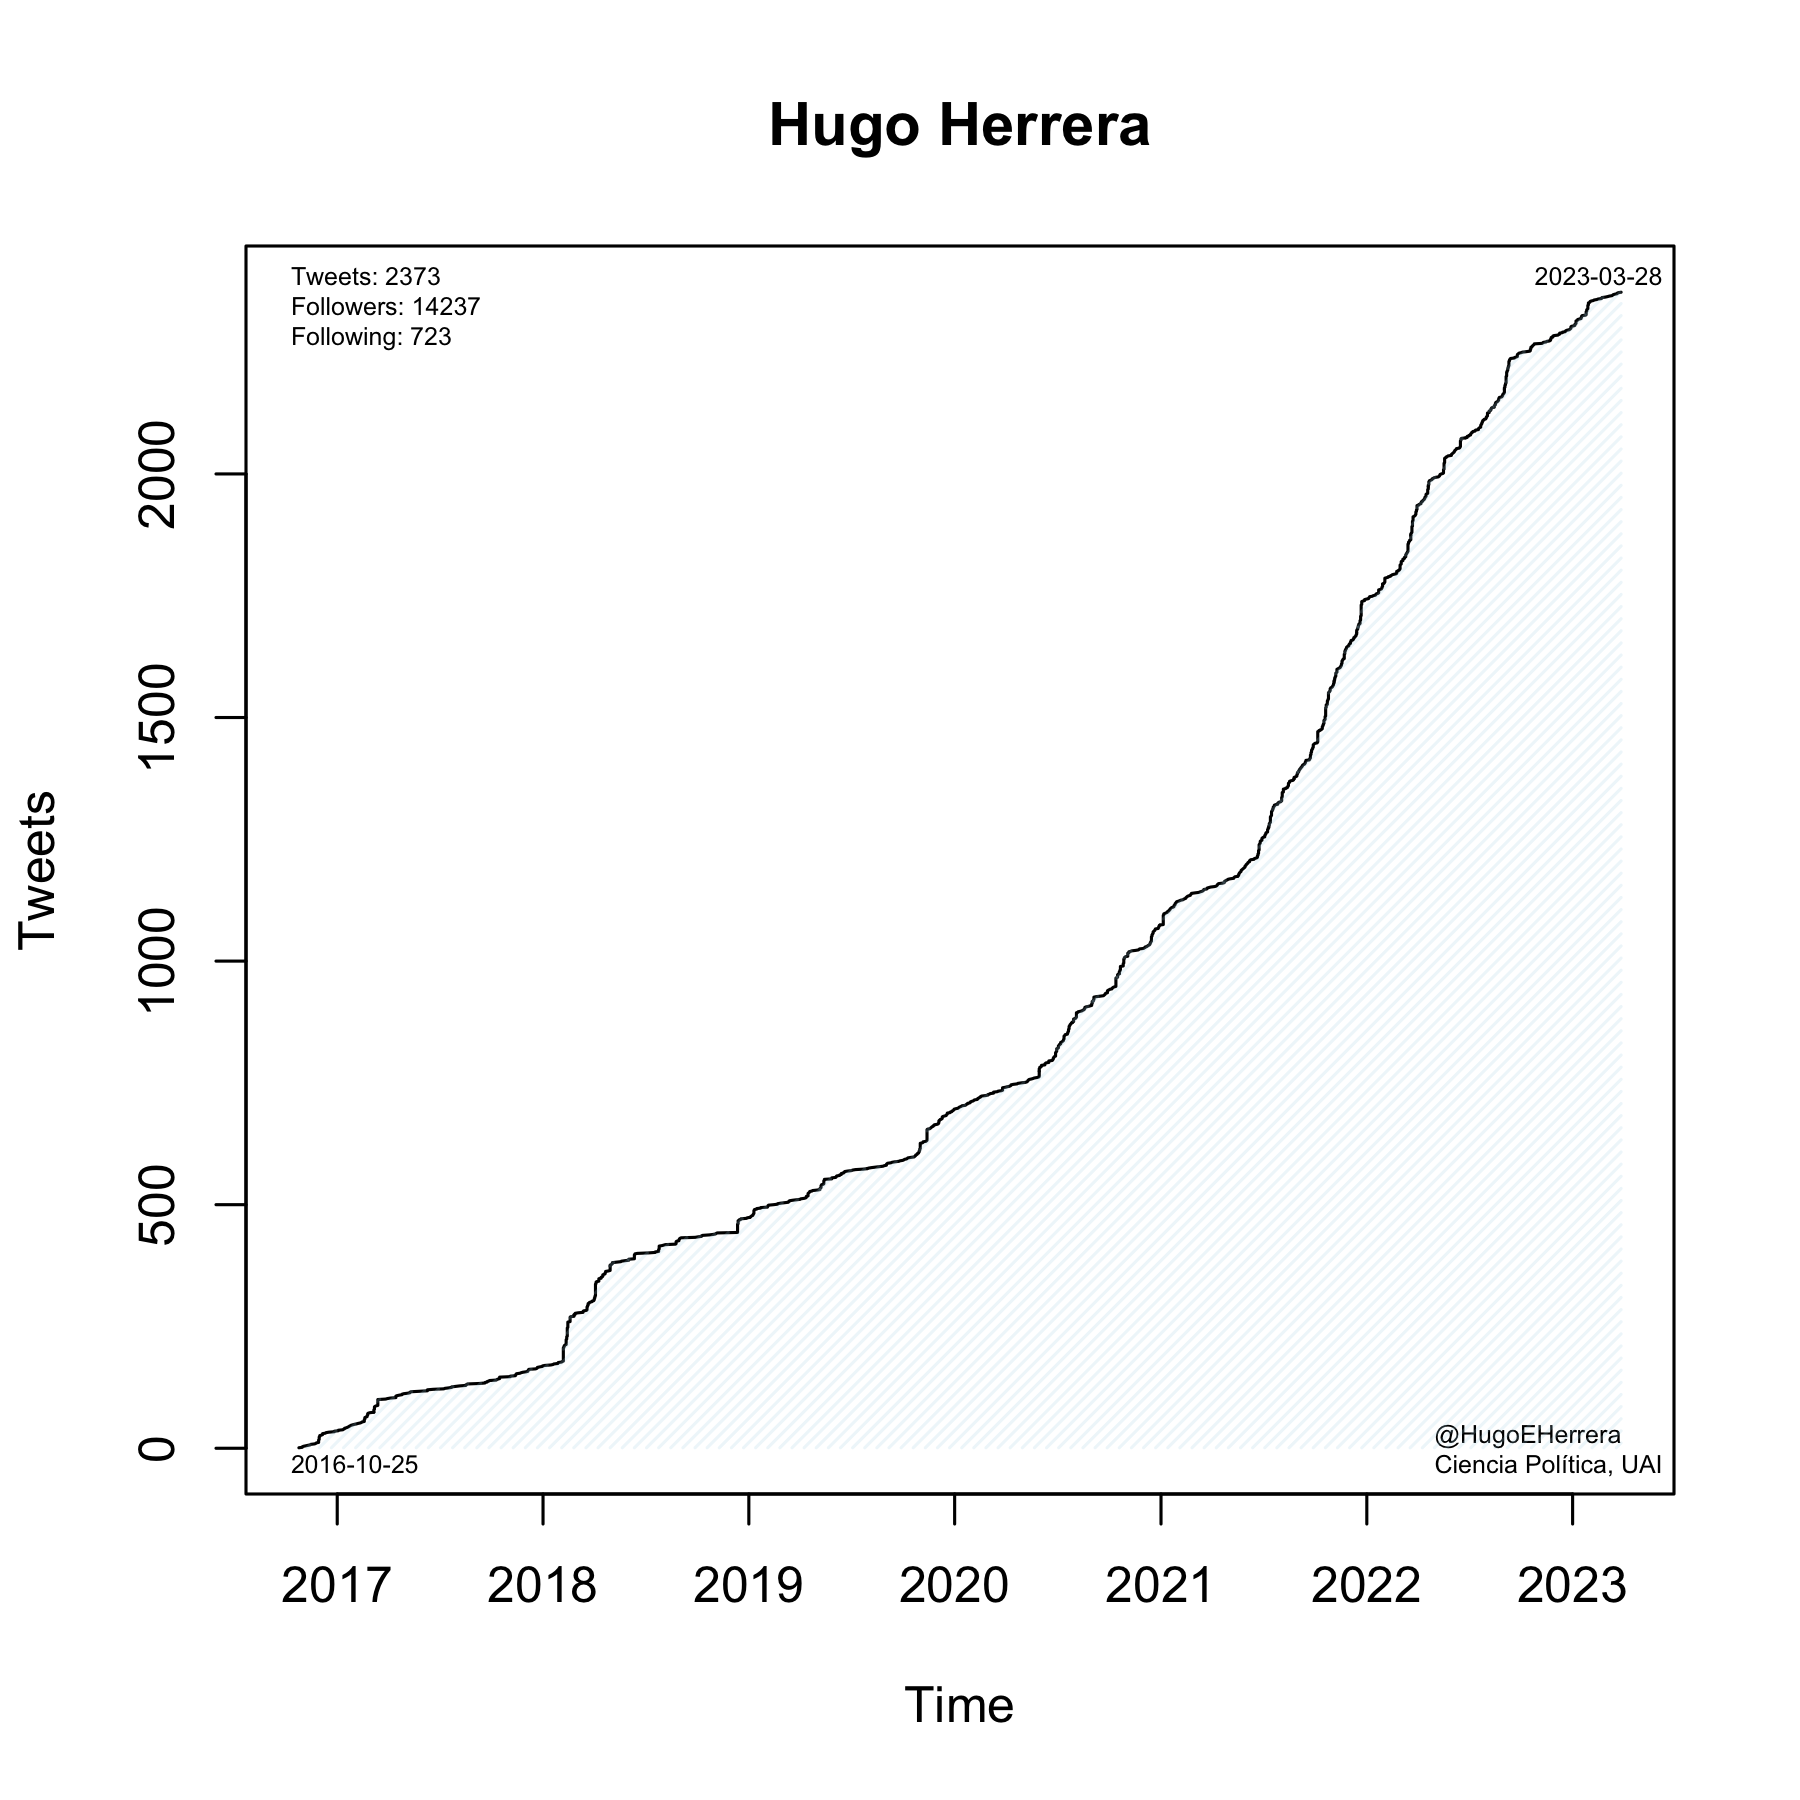 Hugo Herrera
Tweets: 2373
Followers: 14237
Following: 723
2023-03-28
2000
1500
1000
500
0
Tweets
@HugoEHerrera
Ciencia Política, UAI
2016-10-25
2017 2018 2019 2020 2021 2022 2023
Time